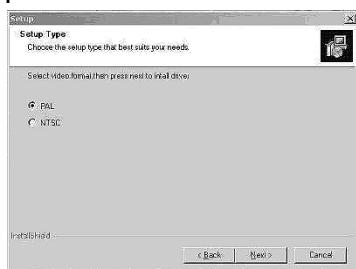 Setup
Setup Type
Choose the setup type that best suits your needs.
Select video format,then press next to intall driver
PAL
NTSC
InstallShield
< Back
Next >
Cancel